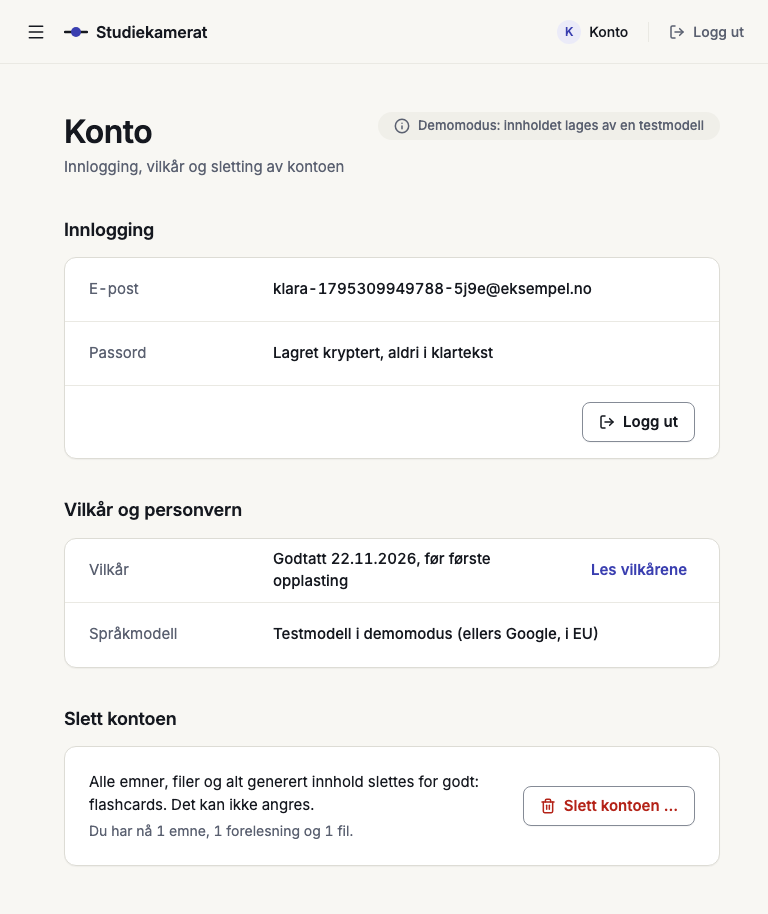 Studiekamerat
K Konto
Logg ut
Konto
Demomodus: innholdet lages av en testmodell
Innlogging, vilkår og sletting av kontoen
Innlogging
E-post
klara-1795309949788-5j9e@eksempel.no
Passord
Lagret kryptert, aldri i klartekst
Logg ut
Vilkår og personvern
Vilkår
Godtatt 22.11.2026, før første
opplasting
Les vilkårene
Språkmodell
Testmodell i demomodus (ellers Google, i EU)
Slett kontoen
Alle emner, filer og alt generert innhold slettes for godt:
flashcards. Det kan ikke angres.
Du har nå 1 emne, 1 forelesning og 1 fil.
Slett kontoen ...